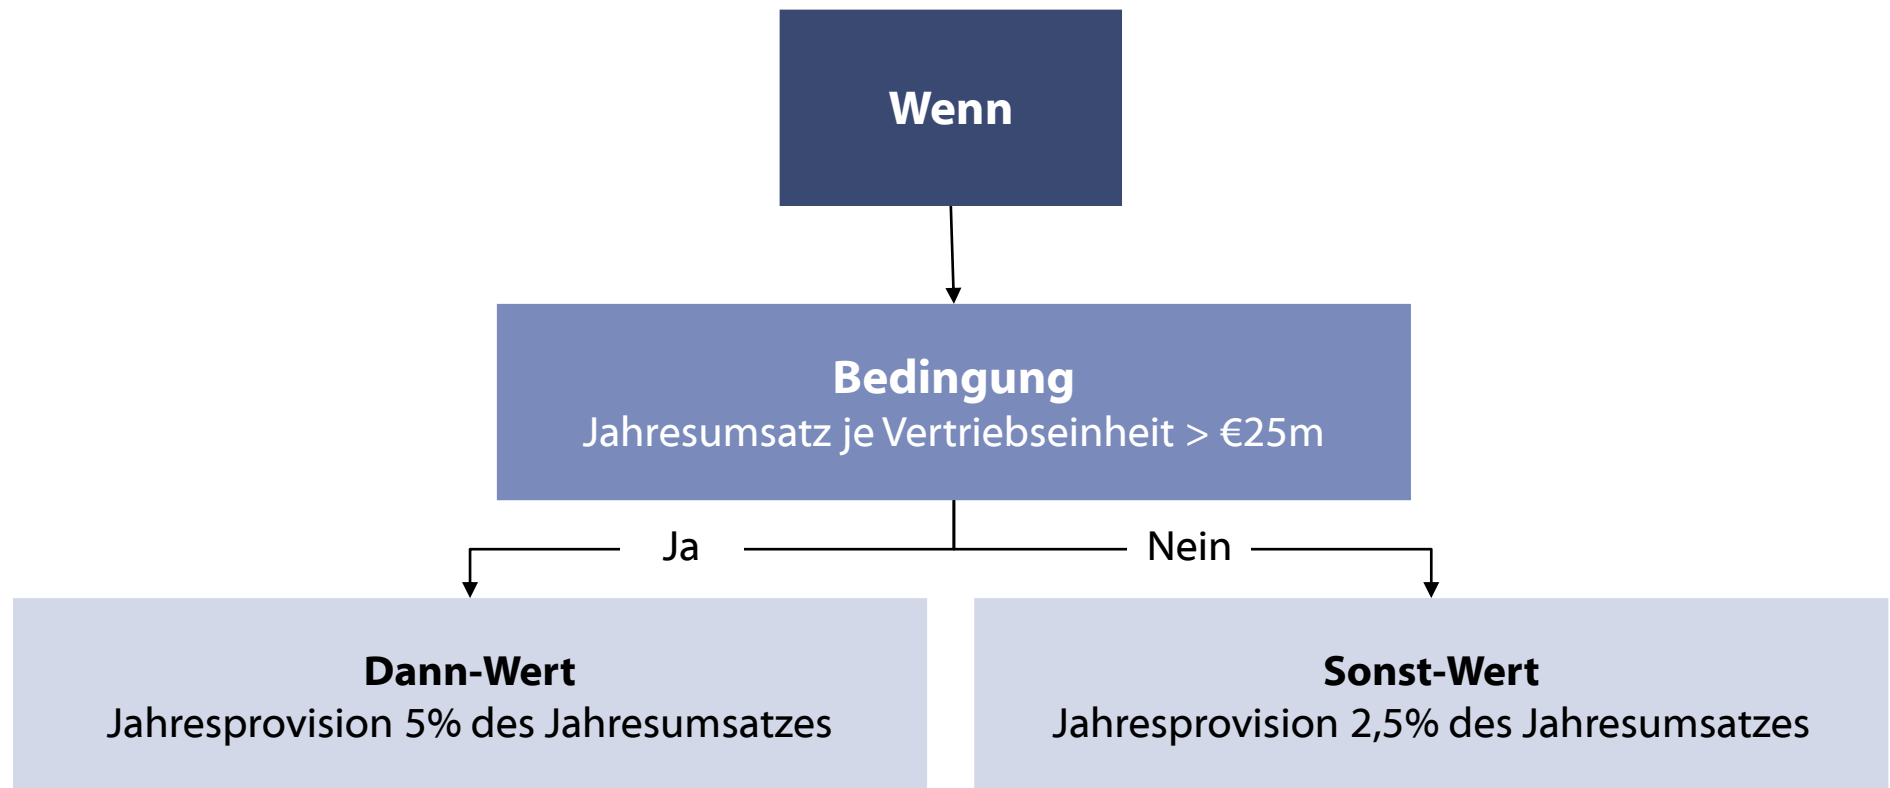 Wenn
Bedingung
Jahresumsatz je Vertriebseinheit > €25m
Ja
Nein
Dann-Wert
Jahresprovision 5% des Jahresumsatzes
Sonst-Wert
Jahresprovision 2,5% des Jahresumsatzes